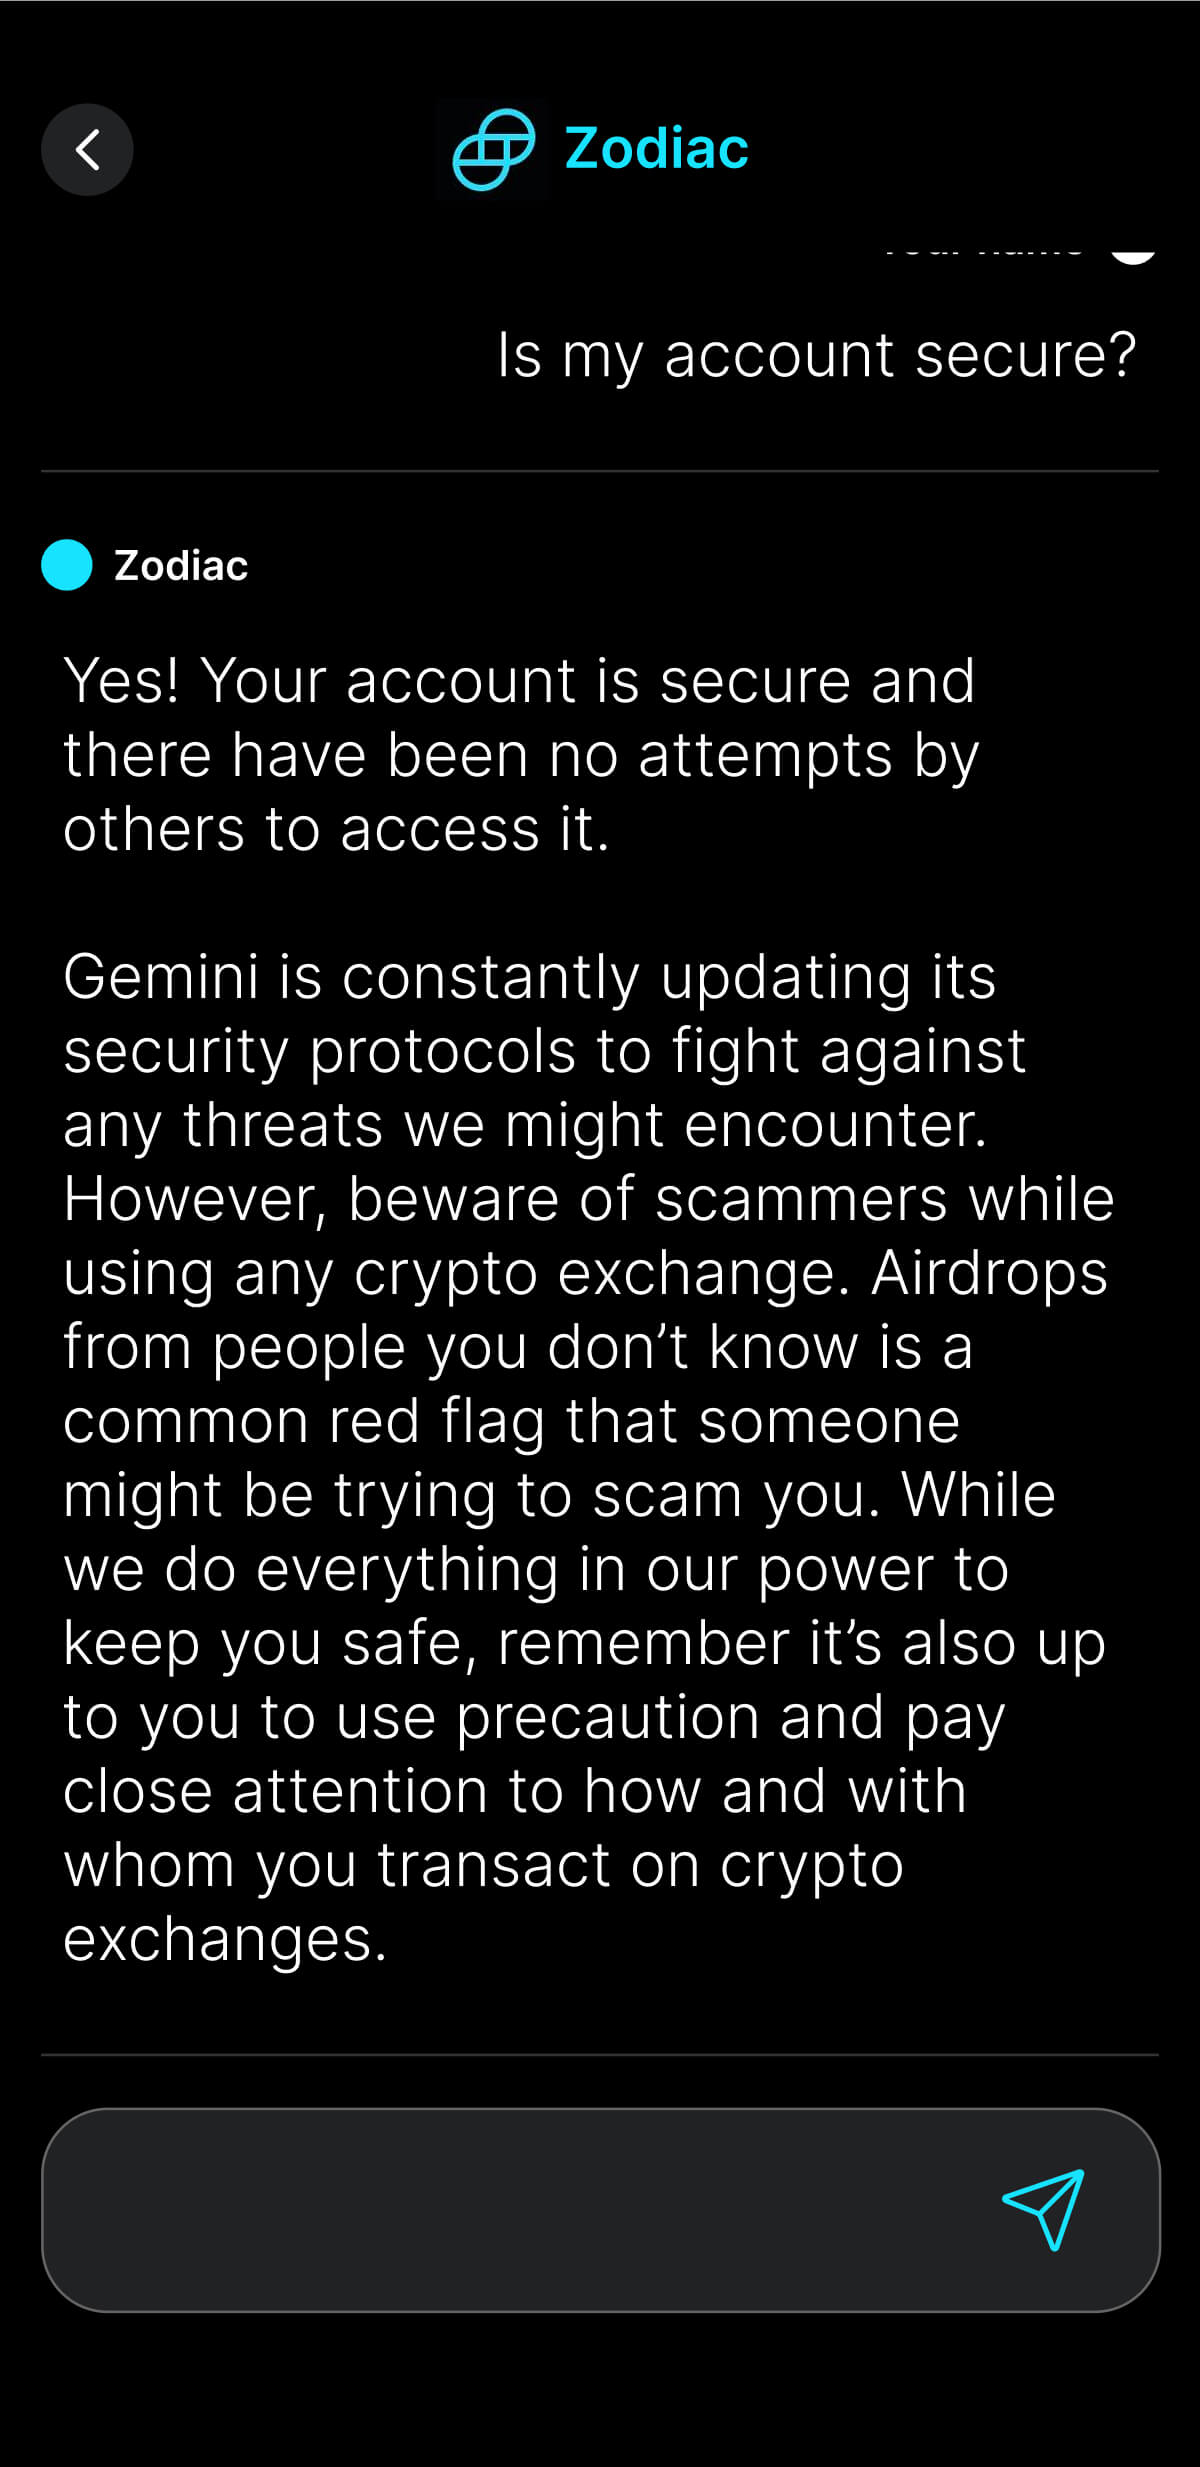 Zodiac
Is my account secure?
Zodiac
Yes! Your account is secure and
there have been no attempts by
others to access it.
Gemini is constantly updating its
security protocols to fight against
any threats we might encounter.
However, beware of scammers while
using any crypto exchange. Airdrops
from people you don’t know is a
common red flag that someone
might be trying to scam you. While
we do everything in our power to
keep you safe, remember it’s also up
to you to use precaution and pay
close attention to how and with
whom you transact on crypto
exchanges.